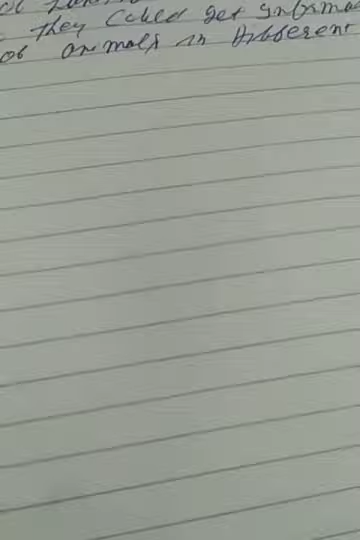 they could get informa
of animals in different